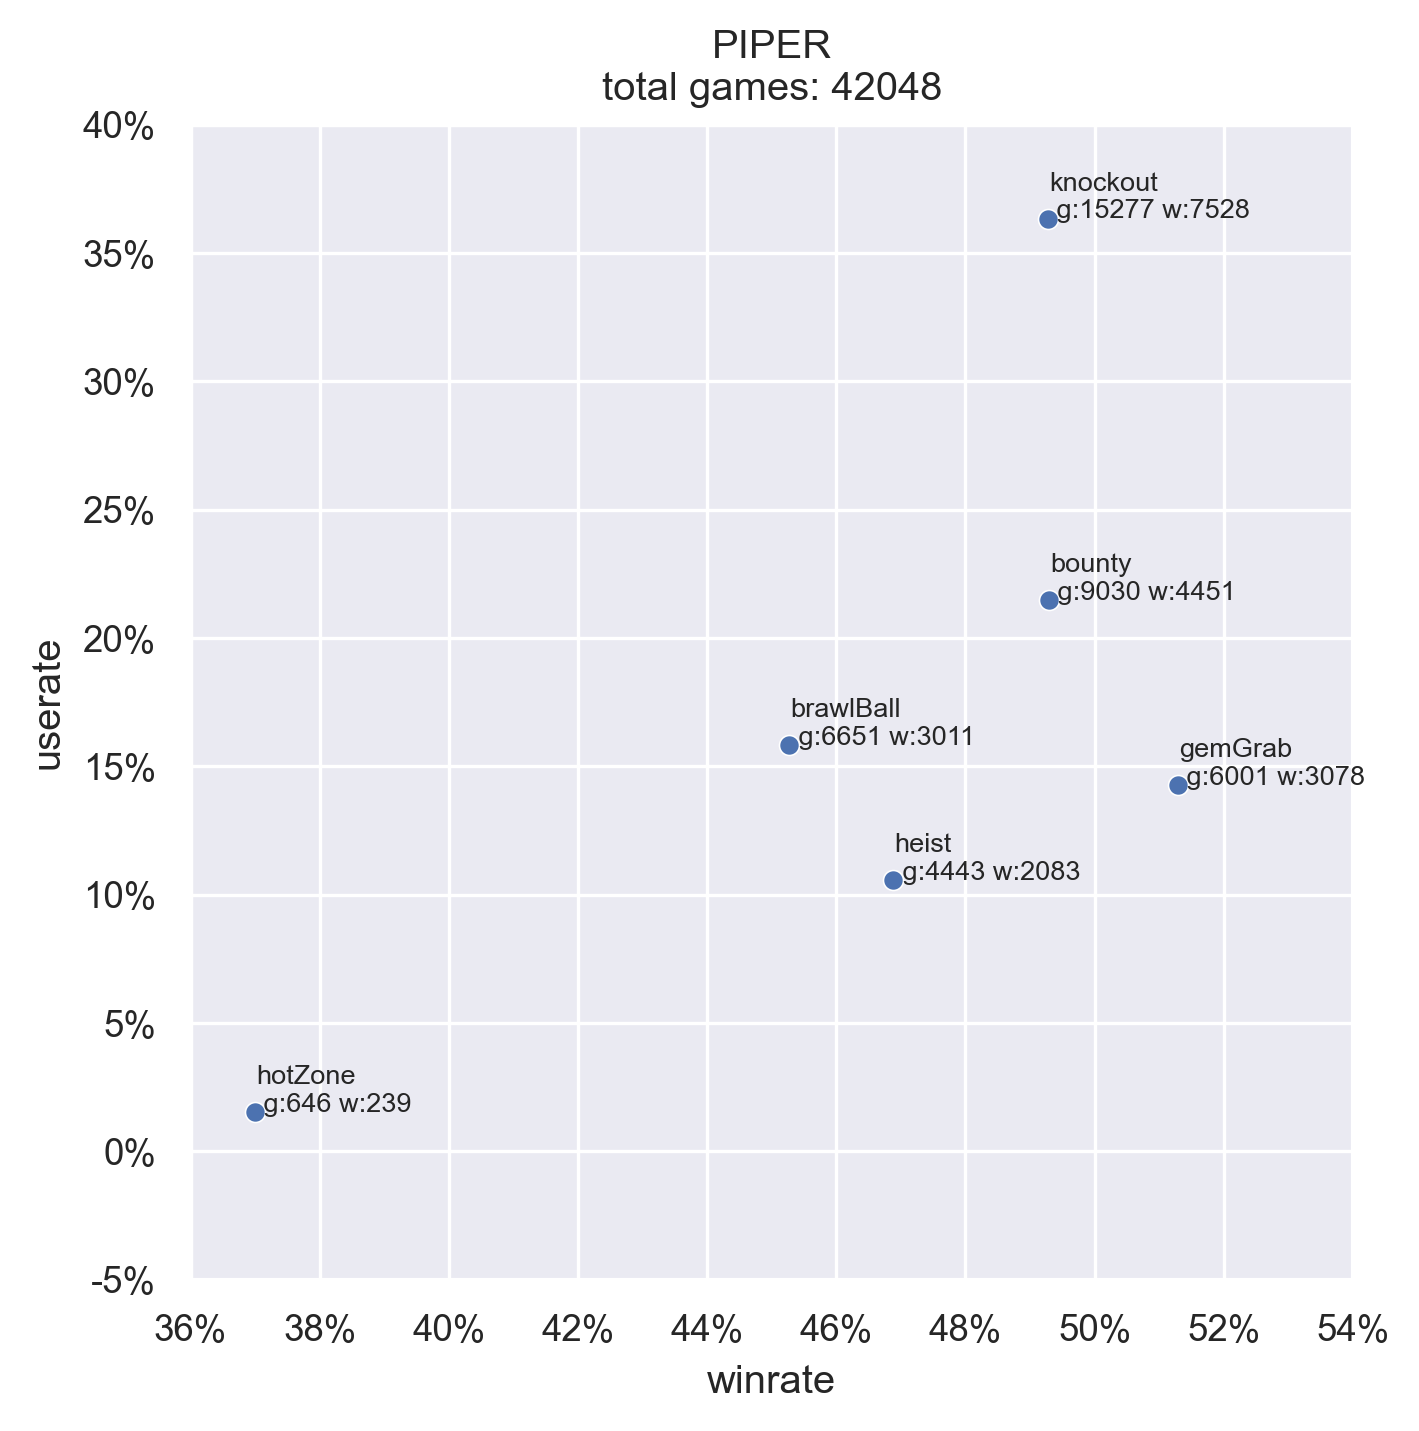 PIPER
total games: 42048
40%
35%
30%
25%
20%
15%
10%
5%
0%
-5%
userate
knockout
g:15277 w:7528
bounty
g:9030 w:4451
brawlBall
g:6651 w:3011
gemGrab
g:6001 w:3078
heist
g:4443 w:2083
hotZone
g:646 w:239
36% 38% 40% 42% 44% 46% 48% 50% 52% 54%
winrate